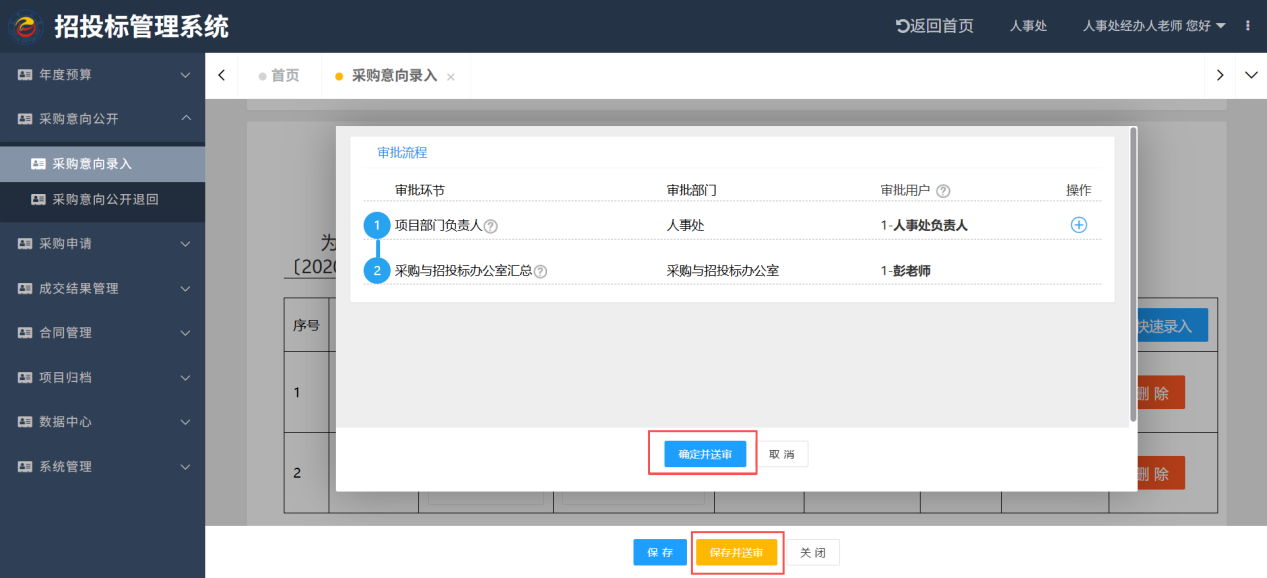 招投标管理系统
返回首页
人事处
人事处经办人老师 您好
年度预算
采购意向公开
采购意向录入
采购意向公开退回
采购申请
成交结果管理
合同管理
项目归档
数据中心
系统管理
首页
采购意向录入
审批流程
审批环节 审批部门 审批用户 操作
1 项目部门负责人 人事处 1-人事处负责人
2 采购与招投标办公室汇总 采购与招投标办公室 1-彭老师
确定并送审 取 消
为
〔2020
序号
快速录入
1
删 除
2
删 除
保 存 保存并送审 关 闭